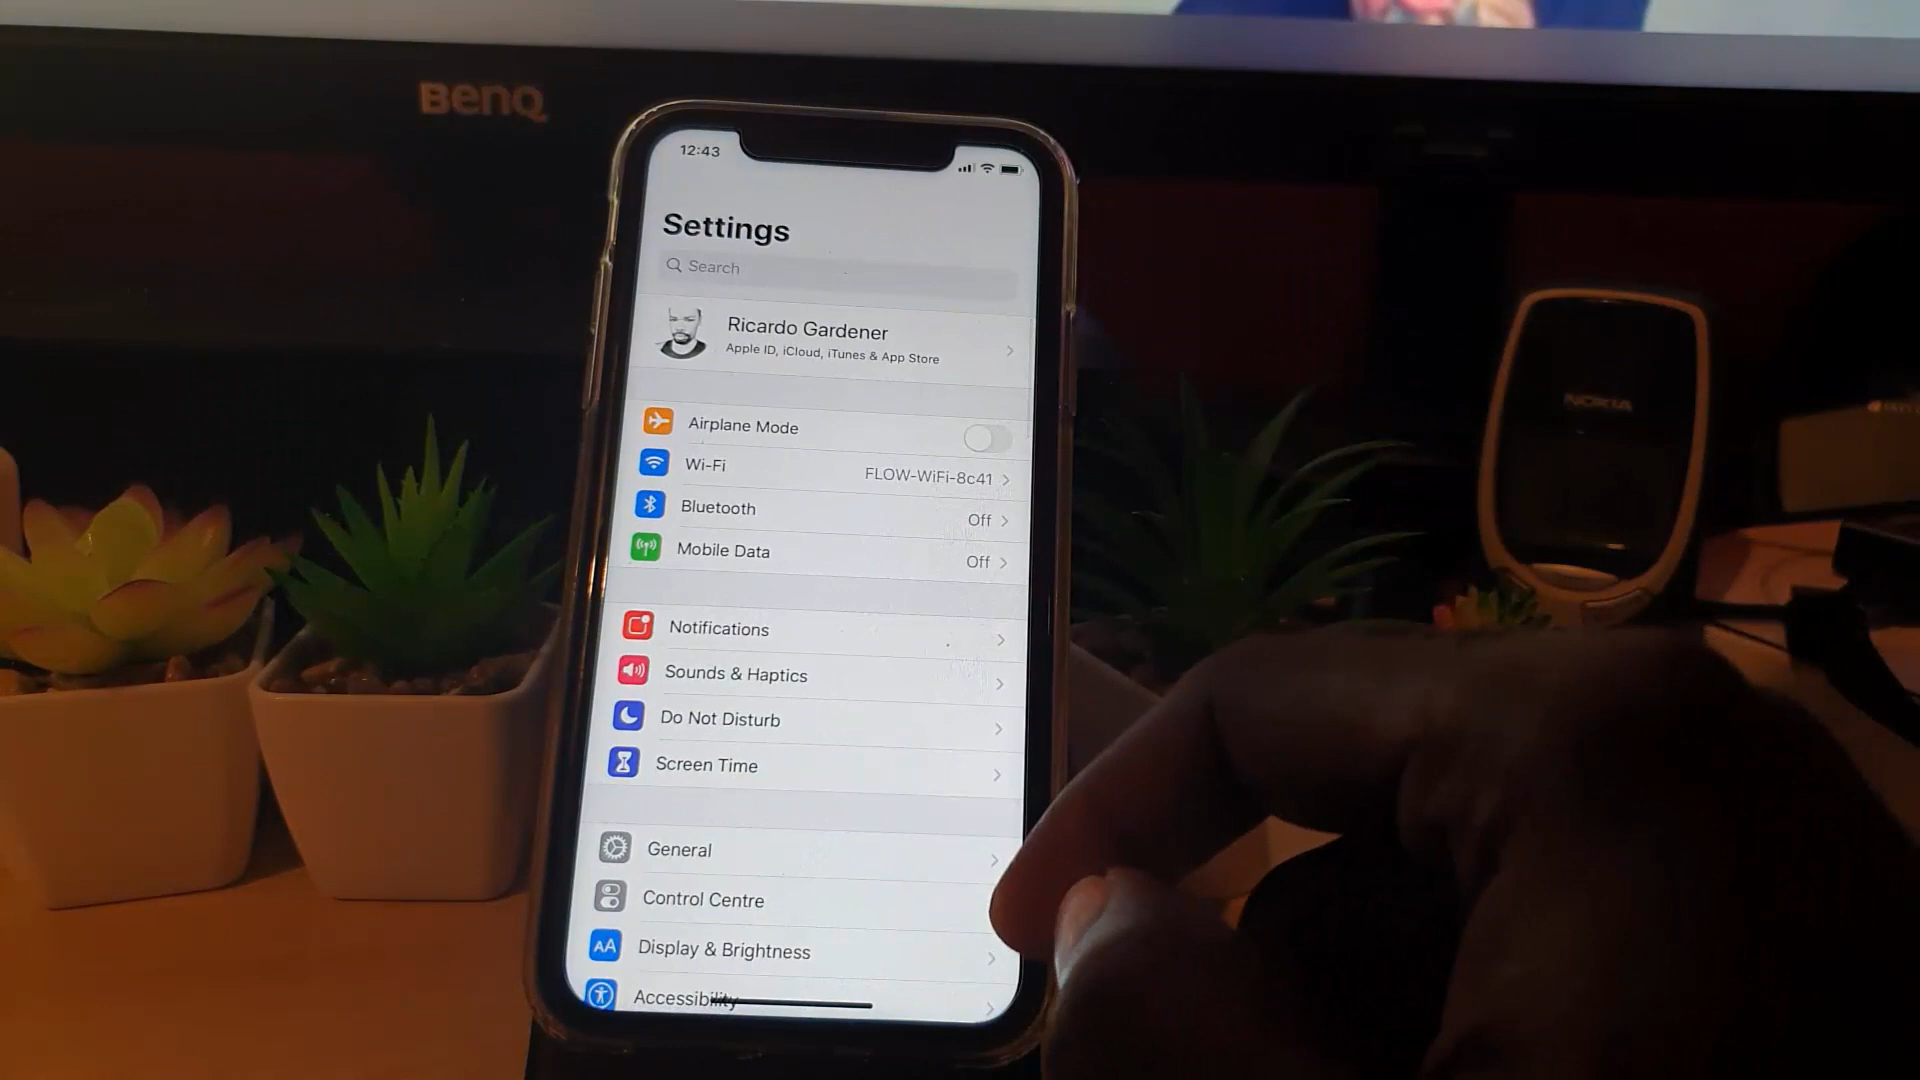 BenQ
12:43
Settings
Search
Ricardo Gardener
Apple ID, iCloud, iTunes & App Store
Airplane Mode
Wi-Fi FLOW-WiFi-8c41
Bluetooth Off
Mobile Data Off
Notifications
Sounds & Haptics
Do Not Disturb
Screen Time
General
Control Centre
AA Display & Brightness
Accessibility
NOKIA